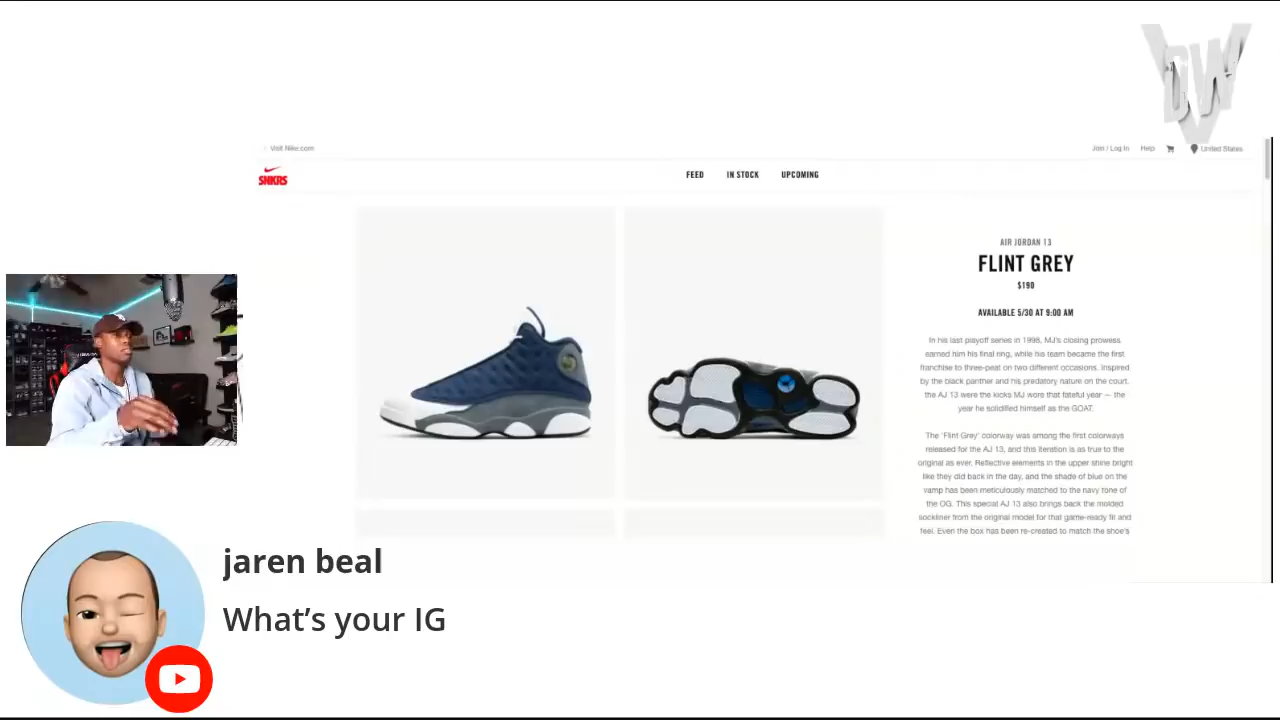 DVW
Visit Nike.com
Join / Log In Help United States
SNKRS
FEED IN STOCK UPCOMING
AIR JORDAN 13
FLINT GREY
$190
AVAILABLE 5/30 AT 9:00 AM
In his last playoff series in 1998, MJ's closing prowess
earned him his final ring, while his team became the first
franchise to three-peat on two different occasions. Inspired
by the black panther and his predatory nature on the court,
the AJ 13 were the kicks MJ wore that fateful year — the
year he solidified himself as the GOAT.
The 'Flint Grey' colorway was among the first colorways
released for the AJ 13, and this iteration is as true to the
original as ever. Reflective elements in the upper shine bright
like they did back in the day, and the shade of blue on the
vamp has been meticulously matched to the navy tone of
the OG. This special AJ 13 also brings back the molded
sockliner from the original model for that game-ready fit and
feel. Even the box has been re-created to match the shoe's
jaren beal
What's your IG